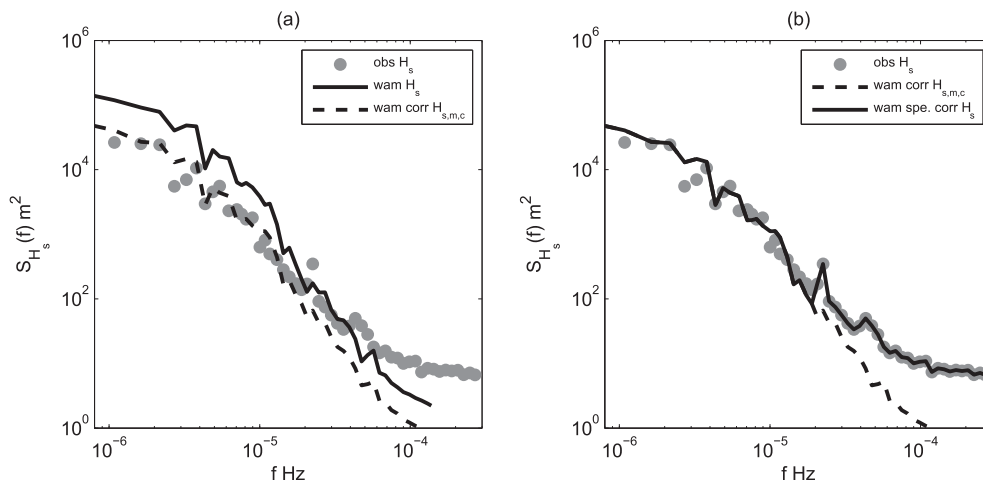 (a)
10^6
10^4
10^2
10^0
S_{H_s} (f) m^2
obs H_s
wam H_s
wam corr H_{s,m,c}
10^-6
10^-5
10^-4
f Hz
(b)
10^6
10^4
10^2
10^0
S_{H_s} (f) m^2
obs H_s
wam corr H_{s,m,c}
wam spe. corr H_s
10^-6
10^-5
10^-4
f Hz